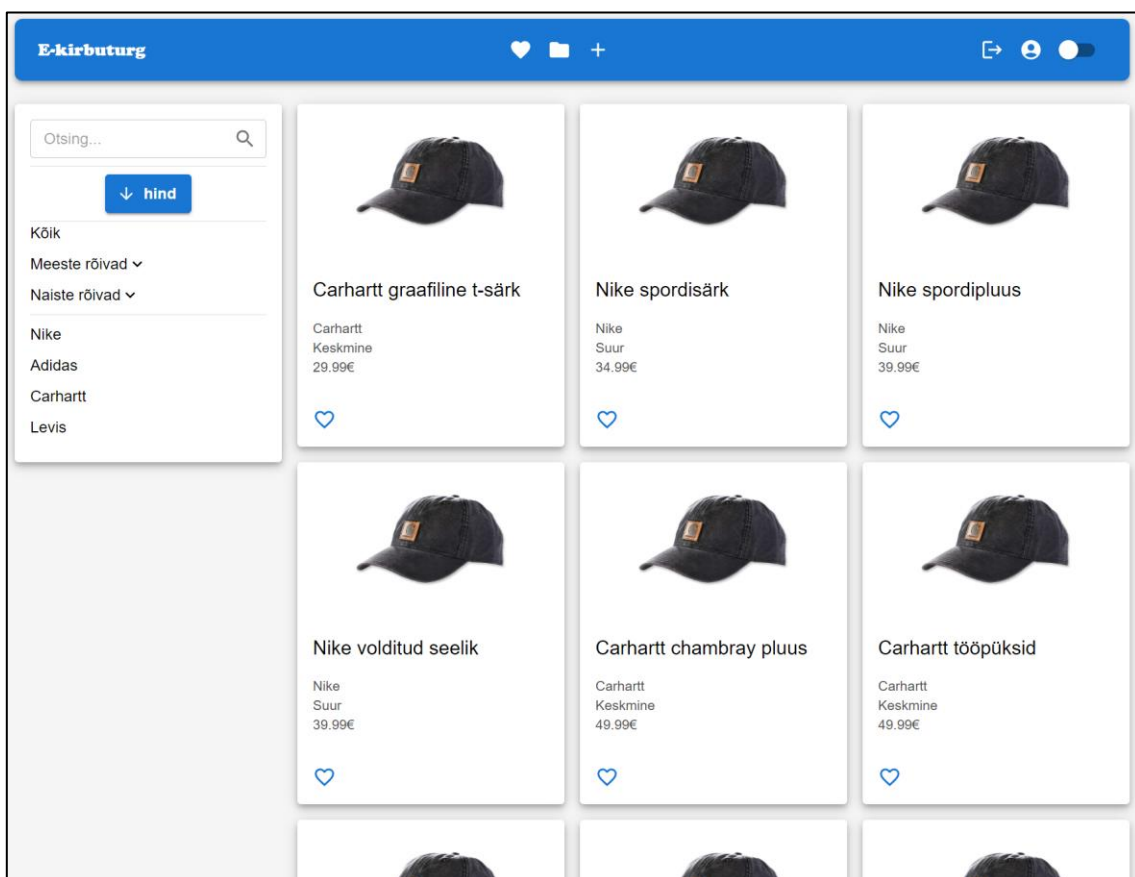 E-kirbuturg
Otsing...
hind
Kõik
Meeste rõivad
Naiste rõivad
Nike
Adidas
Carhartt
Levis
Carhartt graafiline t-särk
Carhartt
Keskmine
29.99€
Nike spordisärk
Nike
Suur
34.99€
Nike spordipluus
Nike
Suur
39.99€
Nike volditud seelik
Nike
Suur
39.99€
Carhartt chambray pluus
Carhartt
Keskmine
49.99€
Carhartt tööpüksid
Carhartt
Keskmine
49.99€